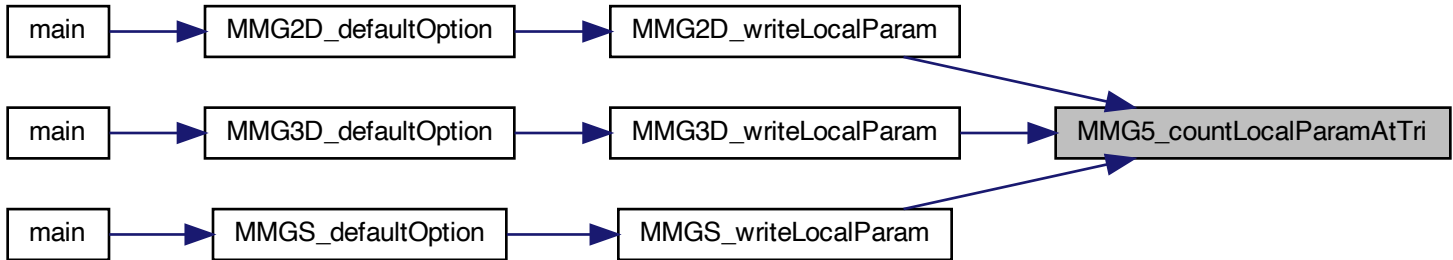 main
MMG2D_defaultOption
MMG2D_writeLocalParam
main
MMG3D_defaultOption
MMG3D_writeLocalParam
MMG5_countLocalParamAtTri
main
MMGS_defaultOption
MMGS_writeLocalParam